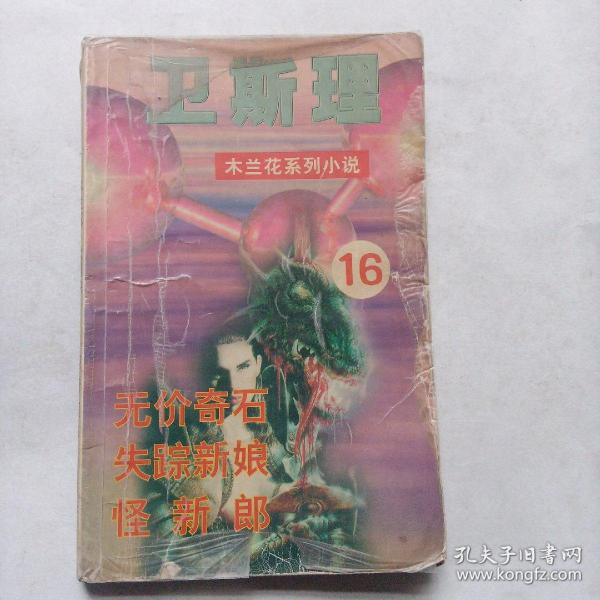 卫斯理
木兰花系列小说
16
无价奇石
失踪新娘
怪新郎
孔夫子旧书网
www.kongfz.com